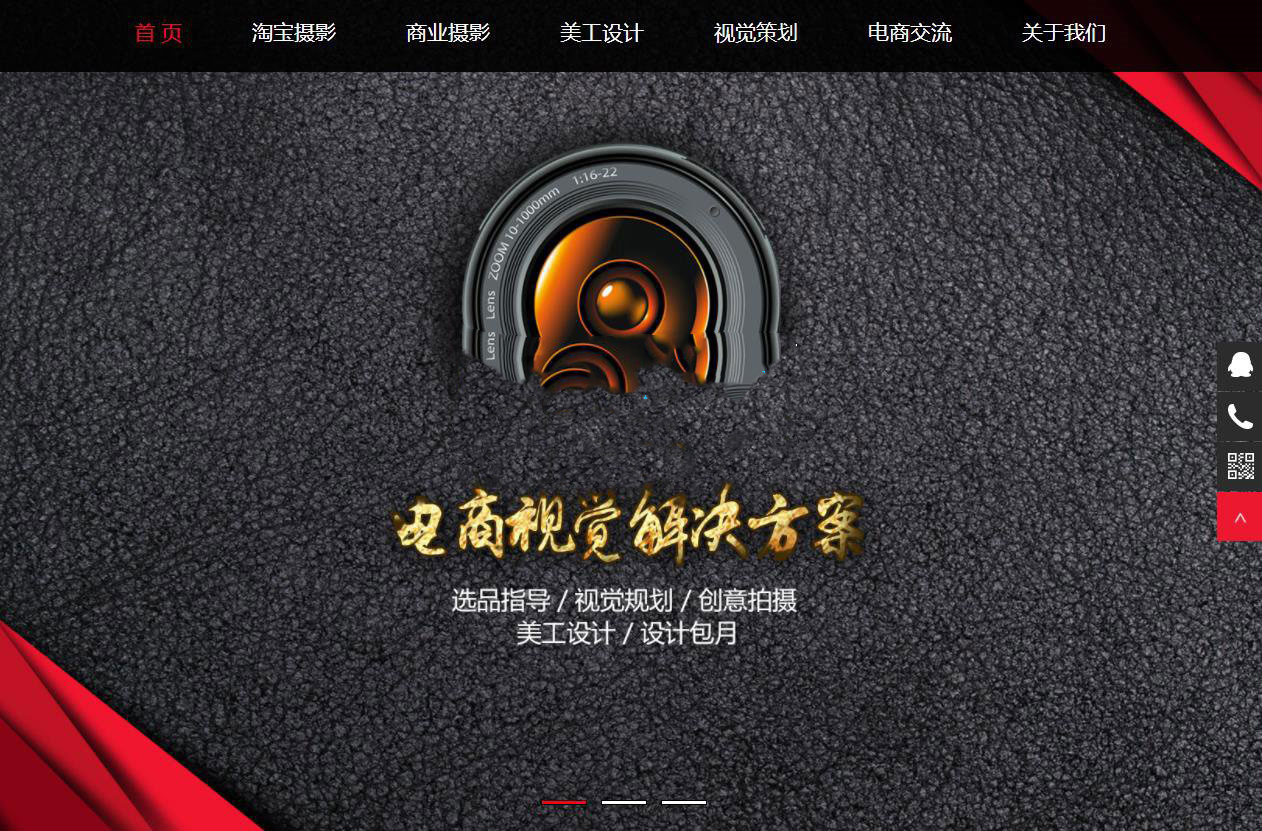 首 页
淘宝摄影
商业摄影
美工设计
视觉策划
电商交流
关于我们
Lens Lens ZOOM 10-1000mm 1:16-22
电商视觉解决方案
选品指导 / 视觉规划 / 创意拍摄
美工设计 / 设计包月